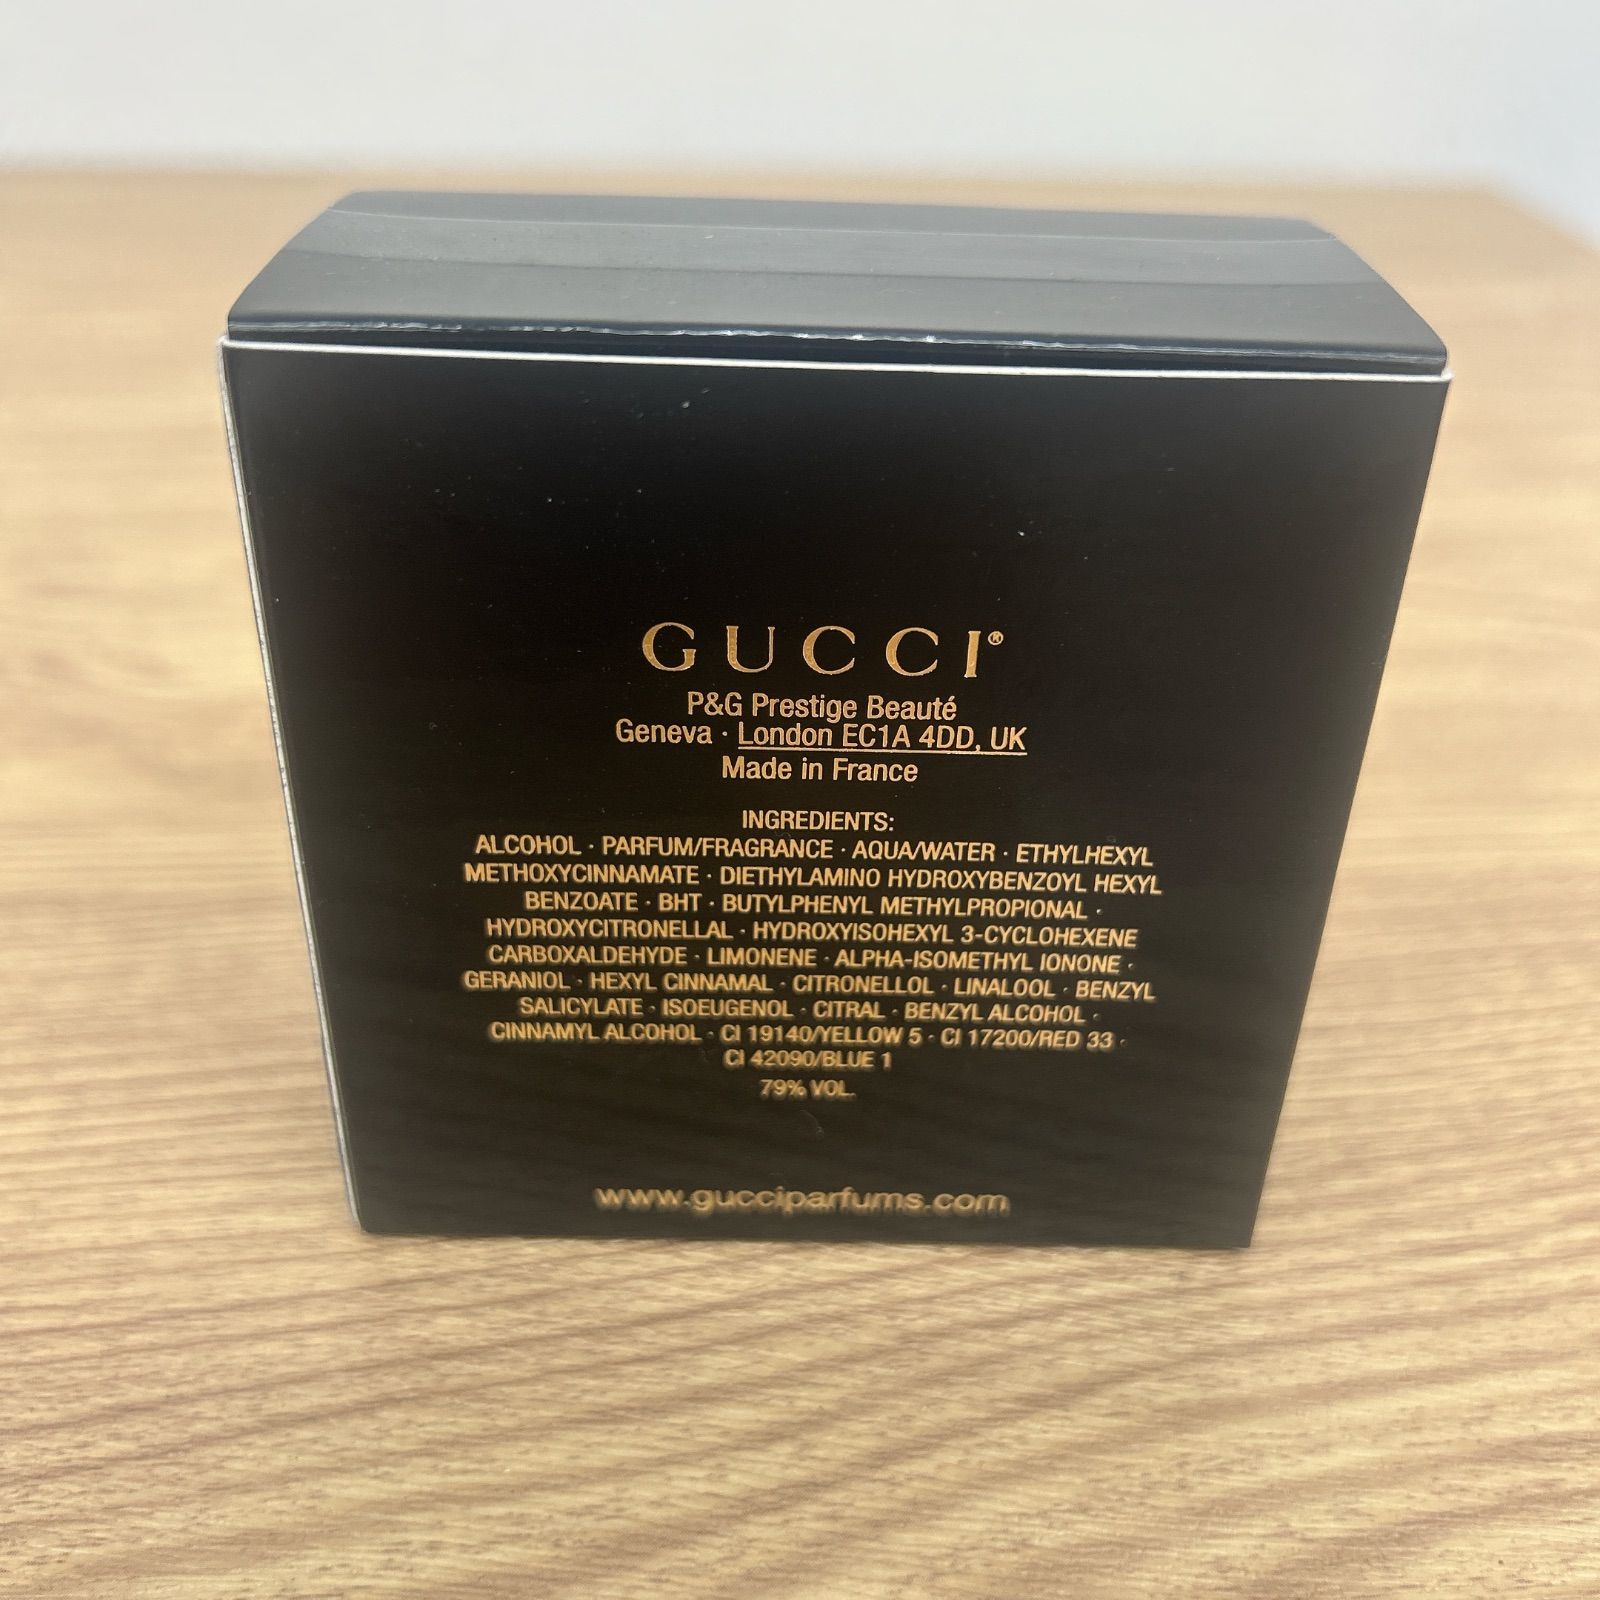 GUCCI®
P&G Prestige Beauté
Geneva · London EC1A 4DD, UK
Made in France
INGREDIENTS:
ALCOHOL · PARFUM/FRAGRANCE · AQUA/WATER · ETHYLHEXYL
METHOXYCINNAMATE · DIETHYLAMINO HYDROXYBENZOYL HEXYL
BENZOATE · BHT · BUTYLPHENYL METHYLPROPIONAL ·
HYDROXYCITRONELLAL · HYDROXYISOHEXYL 3-CYCLOHEXENE
CARBOXALDEHYDE · LIMONENE · ALPHA-ISOMETHYL IONONE ·
GERANIOL · HEXYL CINNAMAL · CITRONELLOL · LINALOOL · BENZYL
SALICYLATE · ISOEUGENOL · CITRAL · BENZYL ALCOHOL ·
CINNAMYL ALCOHOL · CI 19140/YELLOW 5 · CI 17200/RED 33 ·
CI 42090/BLUE 1
79% VOL.
www.gucciparfums.com